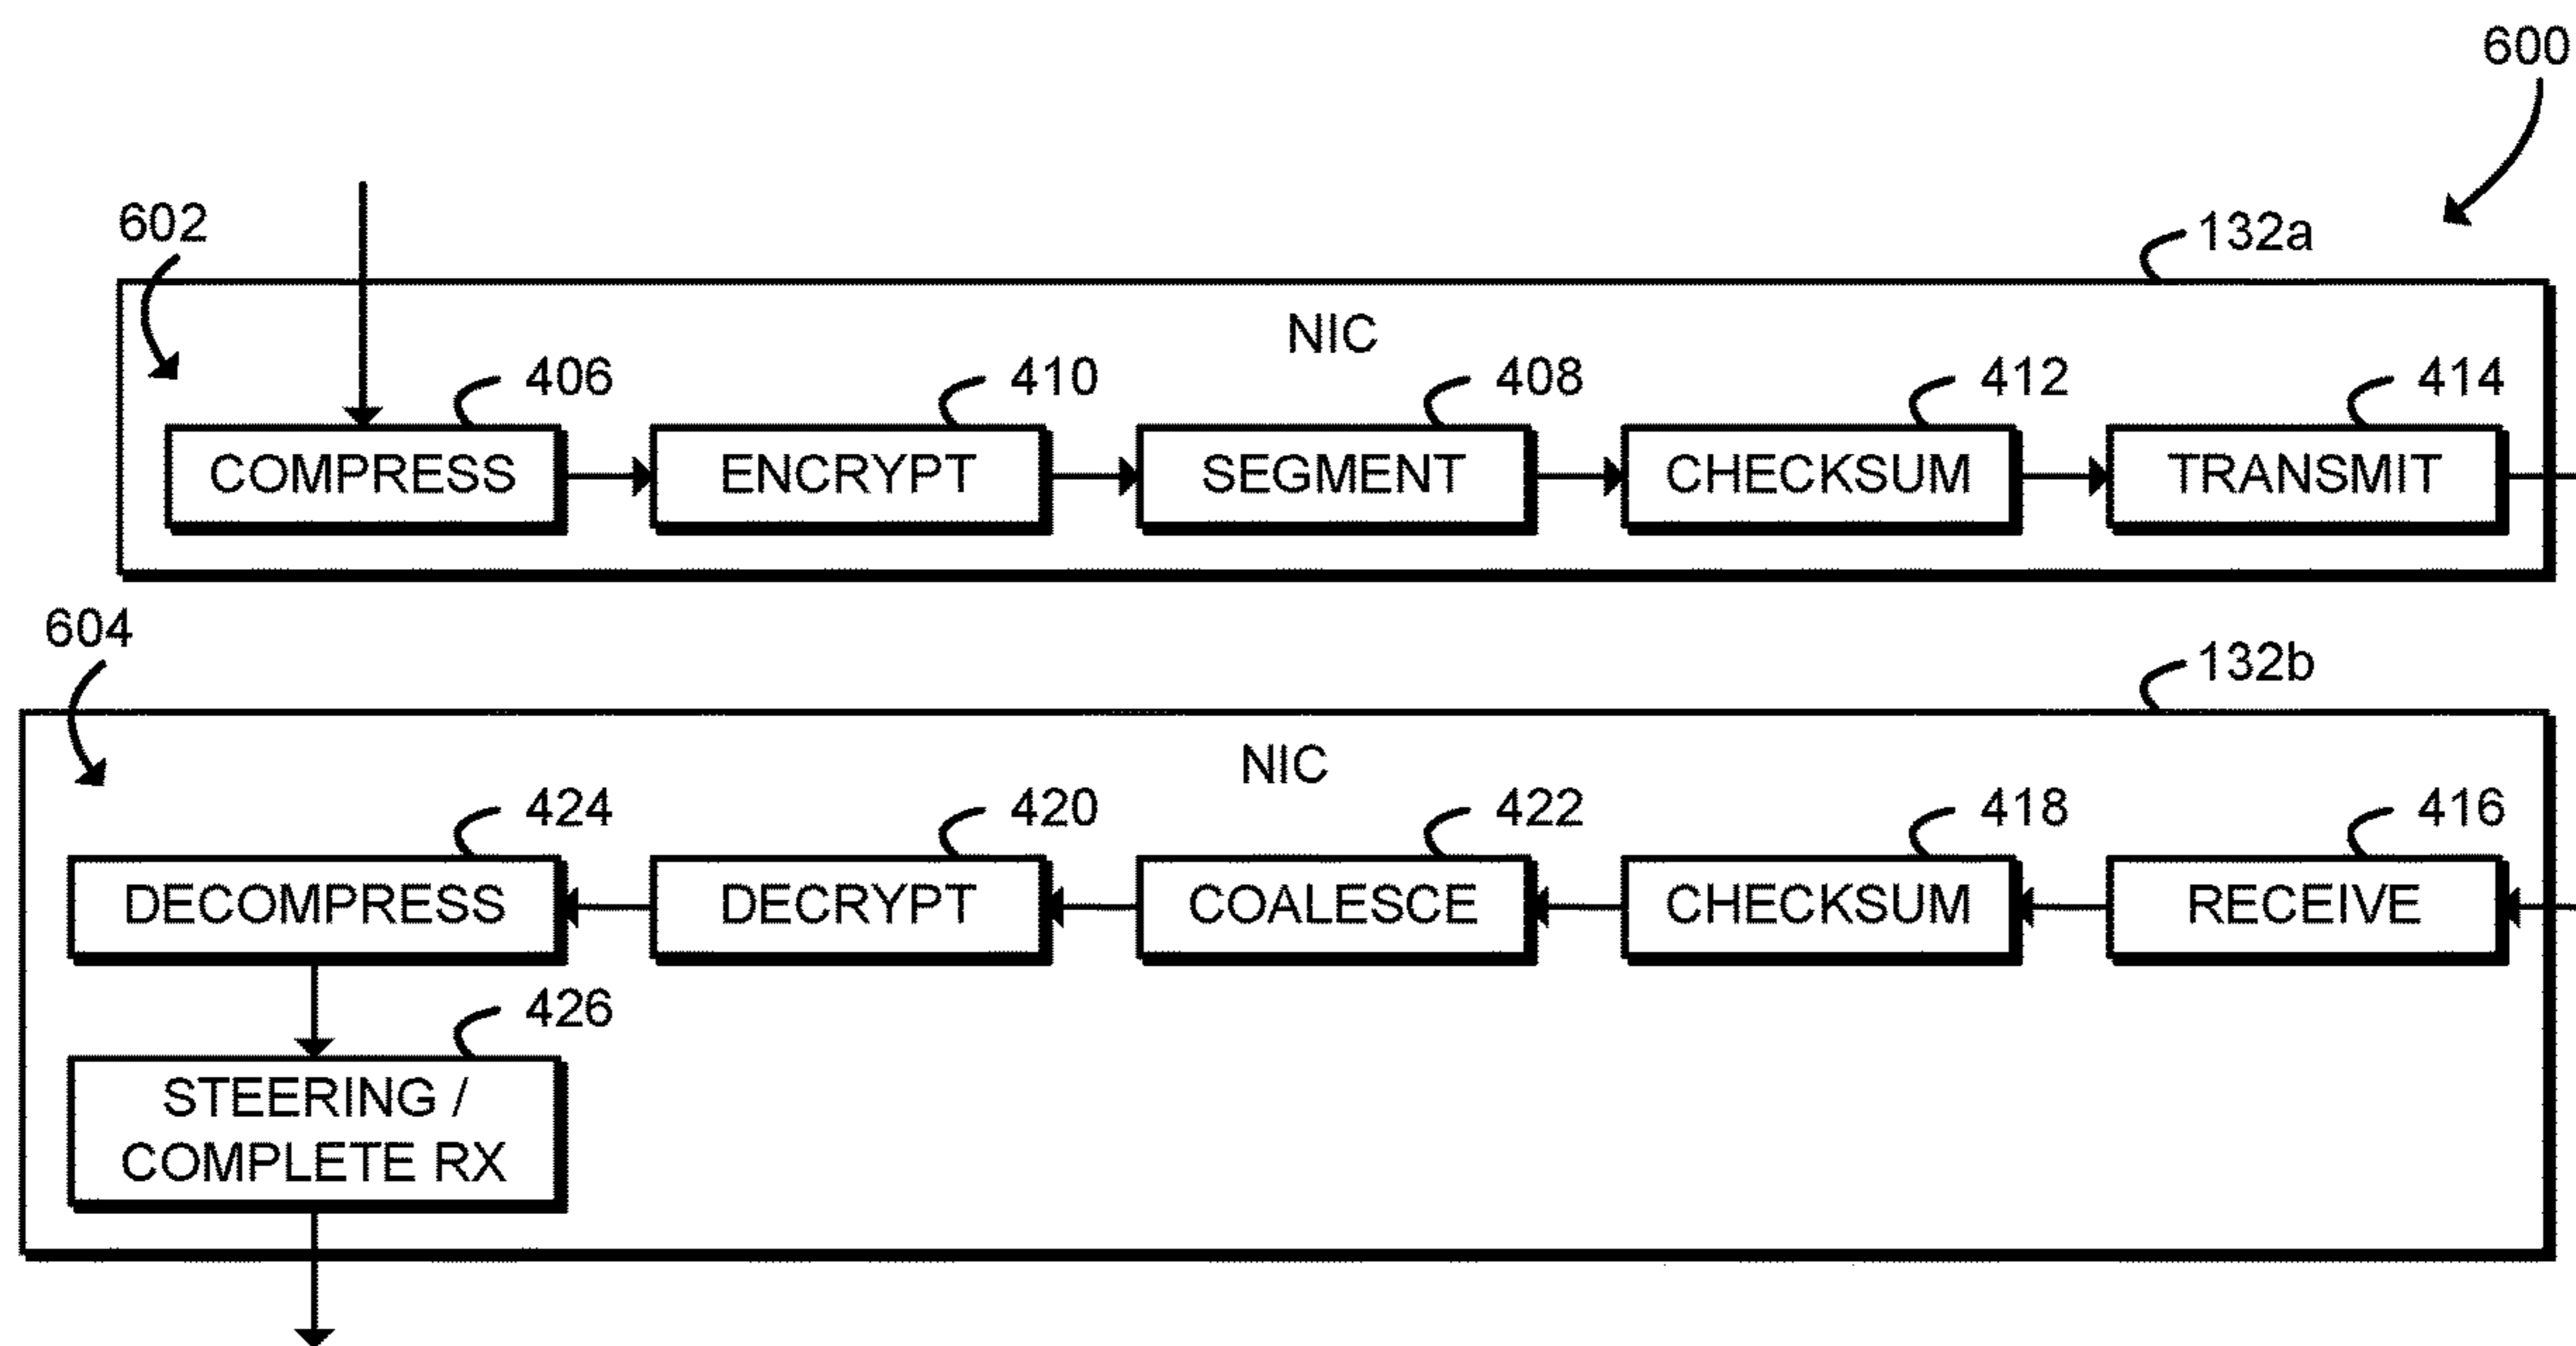 600
602
132a
NIC
406
410
408
412
414
COMPRESS
ENCRYPT
SEGMENT
CHECKSUM
TRANSMIT
604
132b
NIC
424
420
422
418
416
DECOMPRESS
DECRYPT
COALESCE
CHECKSUM
RECEIVE
426
STEERING /
COMPLETE RX